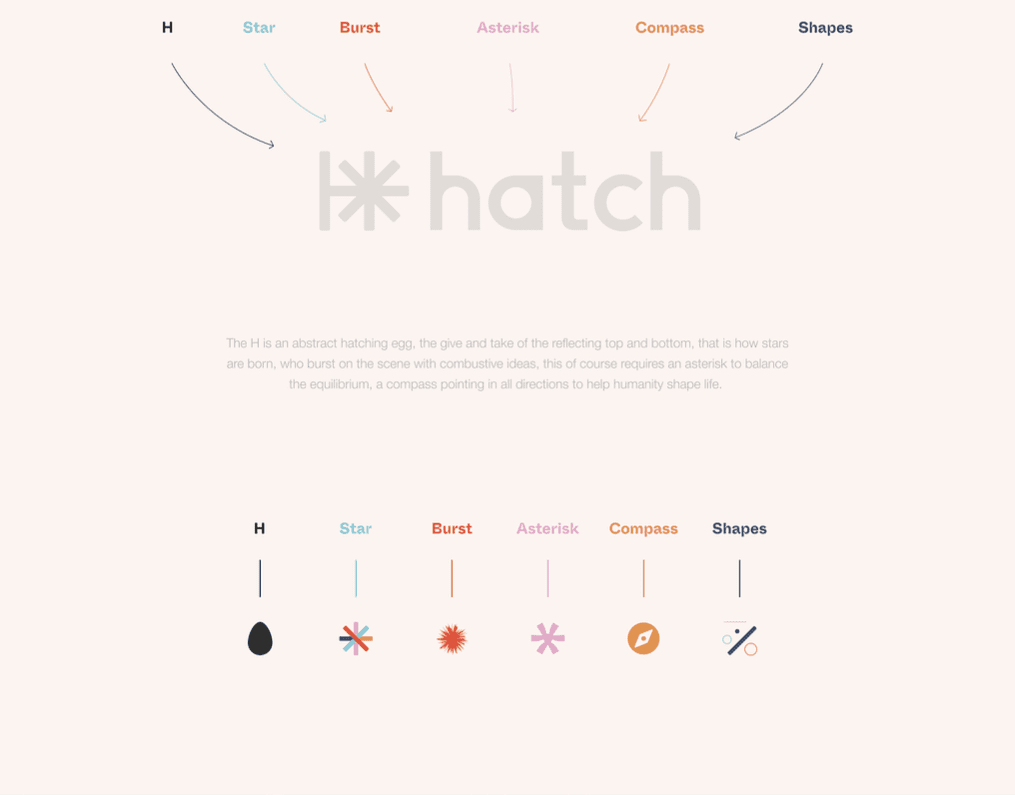 H Star Burst Asterisk Compass Shapes
hatch
The H is an abstract hatching egg, the give and take of the reflecting top and bottom, that is how stars
are born, who burst on the scene with combustive ideas, this of course requires an asterisk to balance
the equilibrium, a compass pointing in all directions to help humanity shape life.
H Star Burst Asterisk Compass Shapes